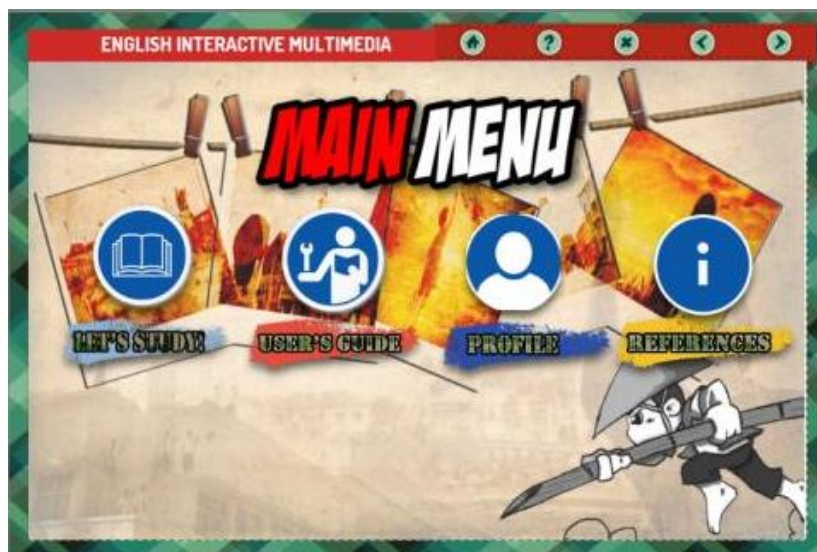 ENGLISH INTERACTIVE MULTIMEDIA
MAIN MENU
LET'S STUDY!
USER'S GUIDE
PROFILE
REFERENCES